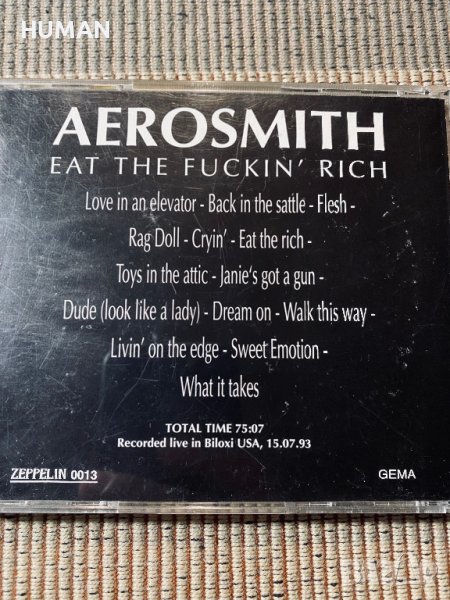 HUMAN
AEROSMITH
EAT THE FUCKIN' RICH
Love in an elevator - Back in the sattle - Flesh -
Rag Doll - Cryin' - Eat the rich -
Toys in the attic - Janie's got a gun -
Dude (look like a lady) - Dream on - Walk this way -
Livin' on the edge - Sweet Emotion -
What it takes
TOTAL TIME 75:07
Recorded live in Biloxi USA, 15.07.93
ZEPPELIN 0013
GEMA